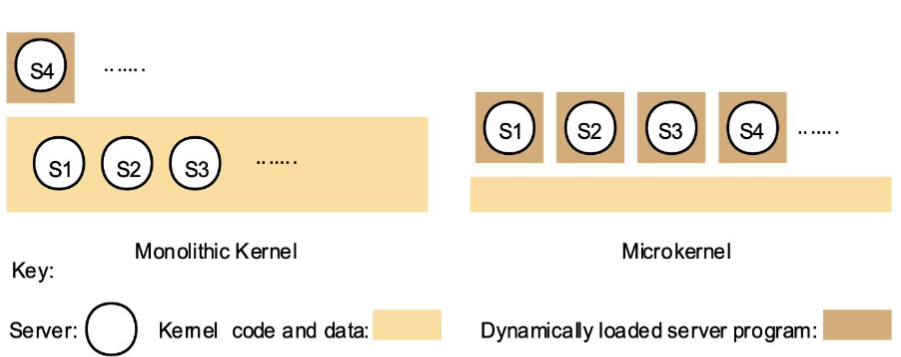 S4 .......
S1 S2 S3 .......
S1 S2 S3 S4 .......
Monolithic Kernel
Microkernel
Key:
Server:
Kernel code and data:
Dynamically loaded server program: